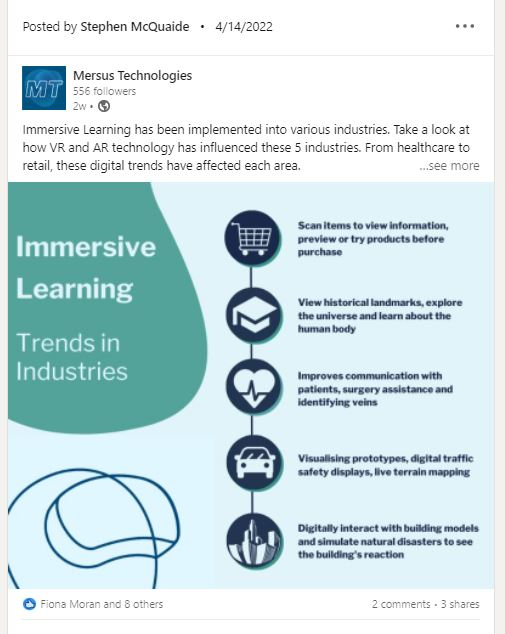 Posted by Stephen McQuaide • 4/14/2022
MT
Mersus Technologies
556 followers
2w •
Immersive Learning has been implemented into various industries. Take a look at
how VR and AR technology has influenced these 5 industries. From healthcare to
retail, these digital trends have affected each area.
...see more
Immersive
Learning
Trends in
Industries
Scan items to view information,
preview or try products before
purchase
View historical landmarks, explore
the universe and learn about the
human body
Improves communication with
patients, surgery assistance and
identifying veins
Visualising prototypes, digital traffic
safety displays, live terrain mapping
Digitally interact with building models
and simulate natural disasters to see
the building's reaction
Fiona Moran and 8 others
2 comments • 3 shares